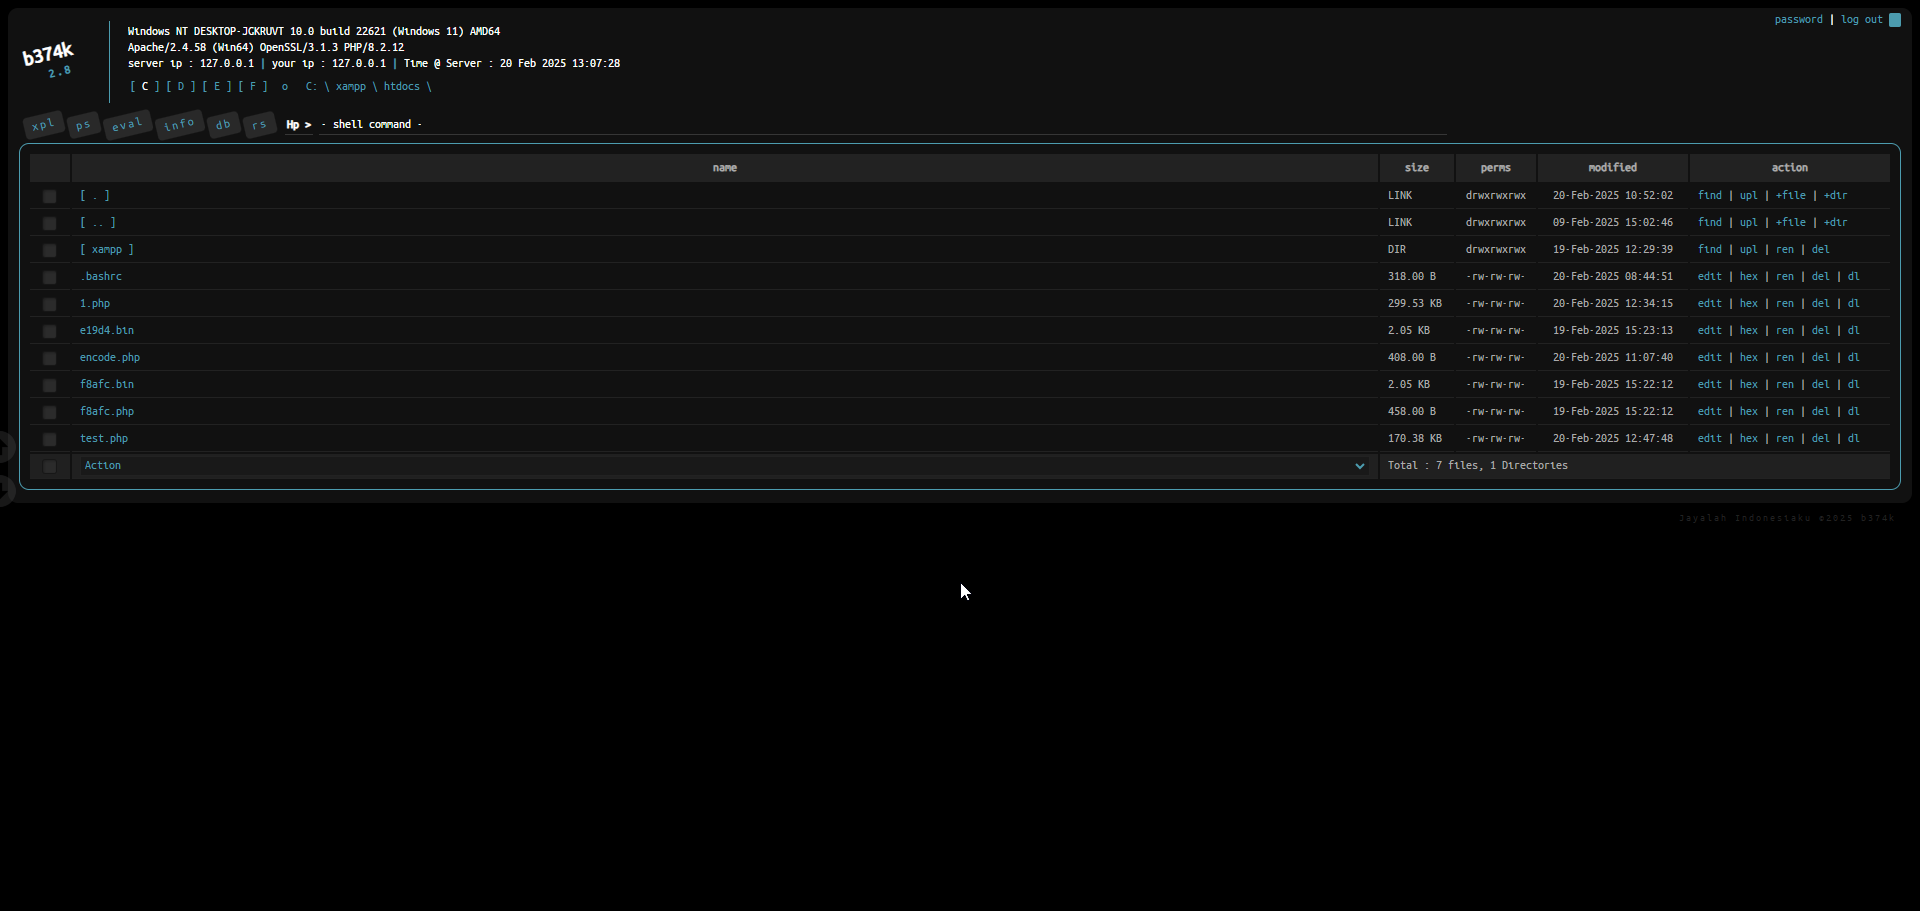 password | log out
b374k
2.8
Windows NT DESKTOP-JGKRUVT 10.0 build 22621 (Windows 11) AMD64
Apache/2.4.58 (Win64) OpenSSL/3.1.3 PHP/8.2.12
server ip : 127.0.0.1 | your ip : 127.0.0.1 | Time @ Server : 20 Feb 2025 13:07:28
[ C ] [ D ] [ E ] [ F ] o C: \ xampp \ htdocs \
xpl ps eval info db rs Hp > - shell command -
name size perms modified action
[ . ] LINK drwxrwxrwx 20-Feb-2025 10:52:02 find | upl | +file | +dir
[ .. ] LINK drwxrwxrwx 09-Feb-2025 15:02:46 find | upl | +file | +dir
[ xampp ] DIR drwxrwxrwx 19-Feb-2025 12:29:39 find | upl | ren | del
.bashrc 318.00 B -rw-rw-rw- 20-Feb-2025 08:44:51 edit | hex | ren | del | dl
1.php 299.53 KB -rw-rw-rw- 20-Feb-2025 12:34:15 edit | hex | ren | del | dl
e19d4.bin 2.05 KB -rw-rw-rw- 19-Feb-2025 15:23:13 edit | hex | ren | del | dl
encode.php 408.00 B -rw-rw-rw- 20-Feb-2025 11:07:40 edit | hex | ren | del | dl
f8afc.bin 2.05 KB -rw-rw-rw- 19-Feb-2025 15:22:12 edit | hex | ren | del | dl
f8afc.php 458.00 B -rw-rw-rw- 19-Feb-2025 15:22:12 edit | hex | ren | del | dl
test.php 170.38 KB -rw-rw-rw- 20-Feb-2025 12:47:48 edit | hex | ren | del | dl
Action Total : 7 files, 1 Directories
Jayalah Indonesiaku ©2025 b374k